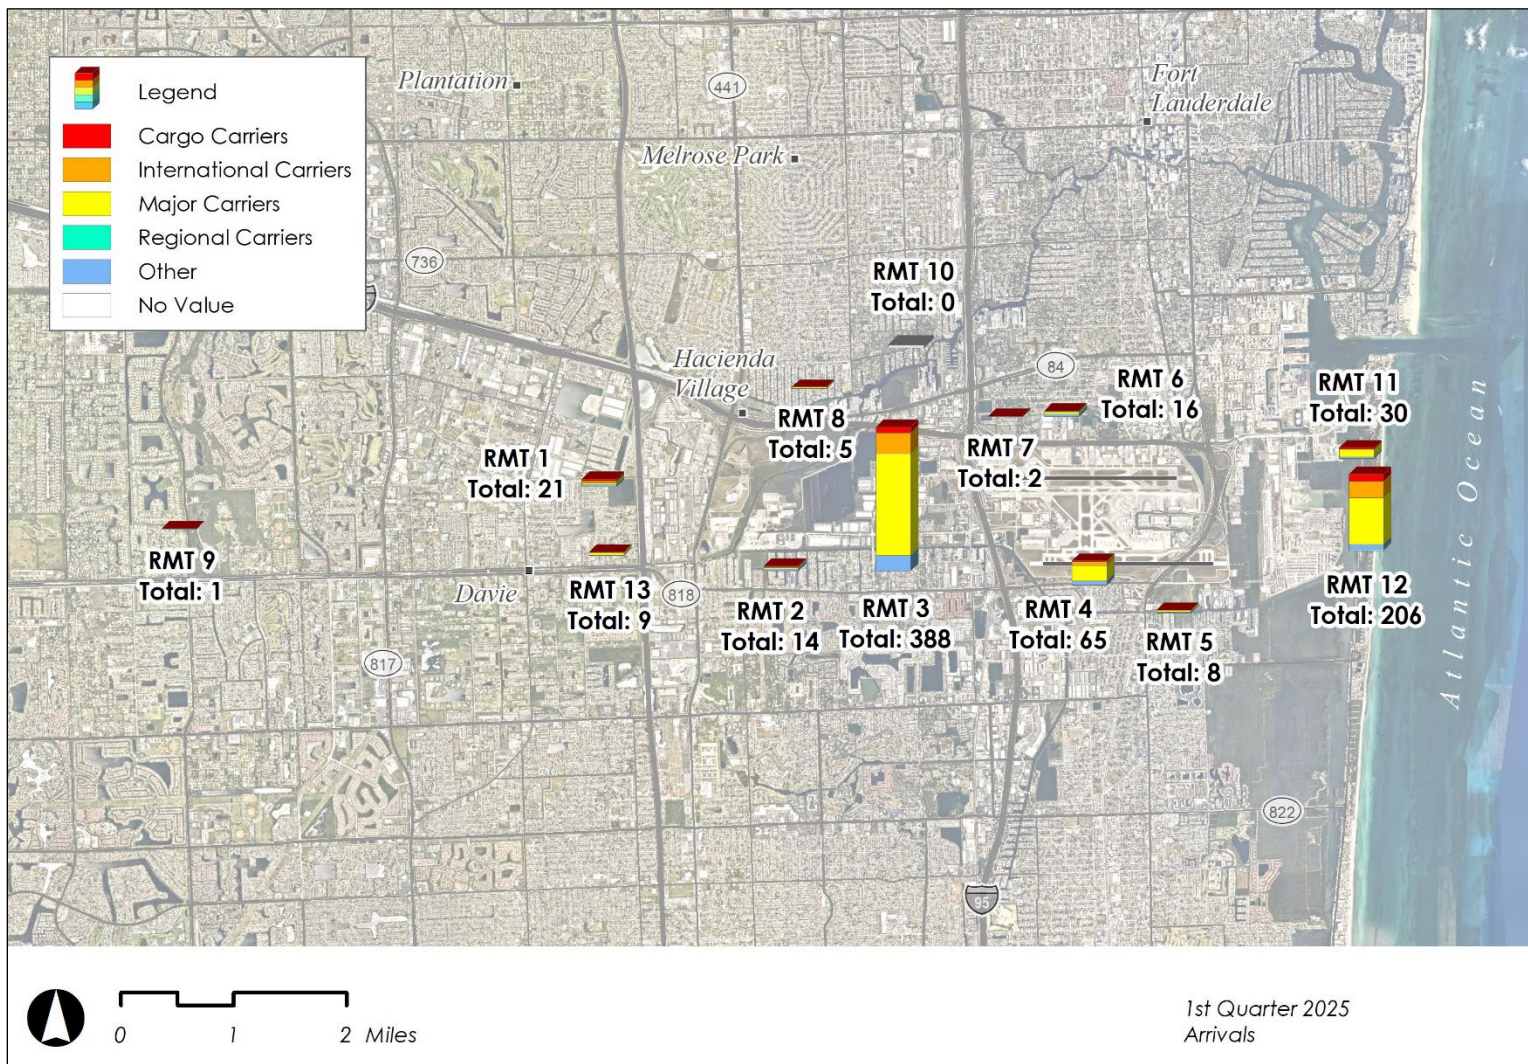 Legend
Cargo Carriers
International Carriers
Major Carriers
Regional Carriers
Other
No Value
Plantation
441
Fort
Lauderdale
Melrose Park
736
RMT 10
Total: 0
Hacienda
Village
84
RMT 6
Total: 16
RMT 11
Total: 30
RMT 8
Total: 5
RMT 7
Total: 2
RMT 1
Total: 21
RMT 9
Total: 1
Davie
RMT 13
Total: 9
818
RMT 2
Total: 14
RMT 3
Total: 388
RMT 4
Total: 65
RMT 5
Total: 8
RMT 12
Total: 206
Atlantic Ocean
817
822
95
0 1 2 Miles
1st Quarter 2025
Arrivals